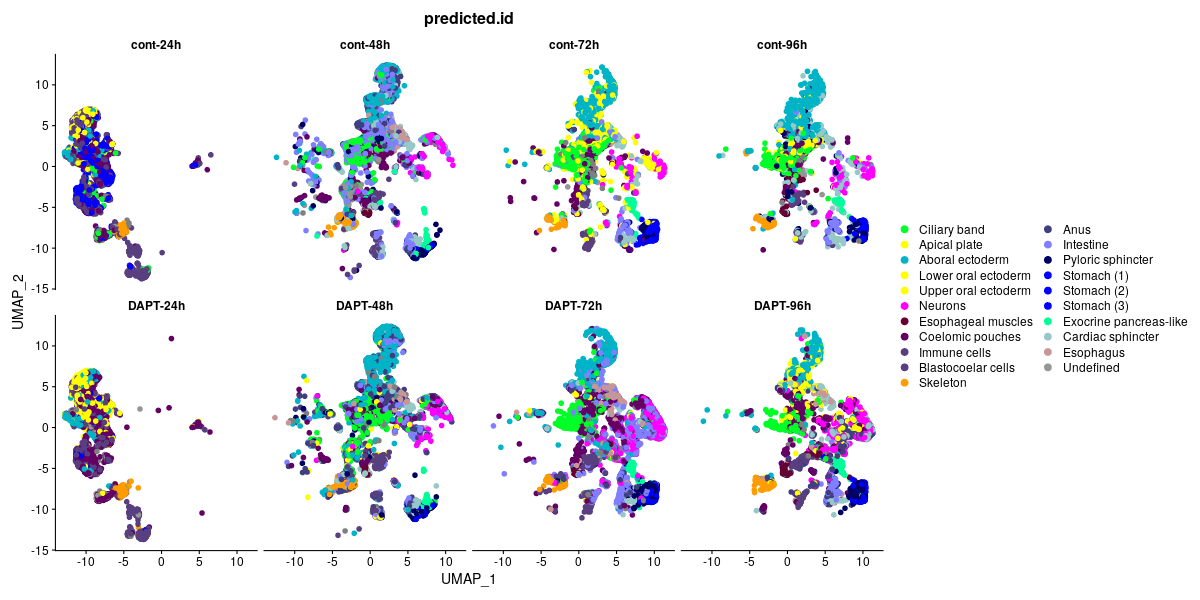 predicted.id
cont-24h
cont-48h
cont-72h
cont-96h
10
5
0
-5
-10
-15
DAPT-24h
DAPT-48h
DAPT-72h
DAPT-96h
10
5
0
-5
-10
-15
-10 -5 0 5 10
-10 -5 0 5 10
-10 -5 0 5 10
-10 -5 0 5 10
UMAP_1
UMAP_2
Ciliary band
Apical plate
Aboral ectoderm
Lower oral ectoderm
Upper oral ectoderm
Neurons
Esophageal muscles
Coelomic pouches
Immune cells
Blastocoelar cells
Skeleton
Anus
Intestine
Pyloric sphincter
Stomach (1)
Stomach (2)
Stomach (3)
Exocrine pancreas-like
Cardiac sphincter
Esophagus
Undefined